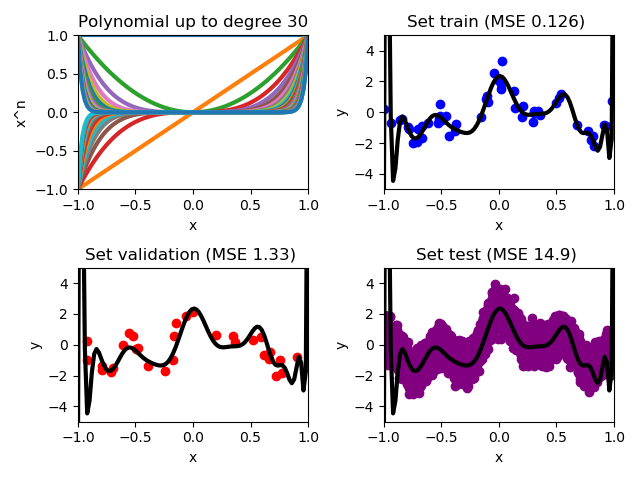 Polynomial up to degree 30
1.0
0.5
0.0
−0.5
−1.0
x^n
−1.0 −0.5 0.0 0.5 1.0
x
Set train (MSE 0.126)
4
2
0
−2
−4
y
−1.0 −0.5 0.0 0.5 1.0
x
Set validation (MSE 1.33)
4
2
0
−2
−4
y
−1.0 −0.5 0.0 0.5 1.0
x
Set test (MSE 14.9)
4
2
0
−2
−4
y
−1.0 −0.5 0.0 0.5 1.0
x